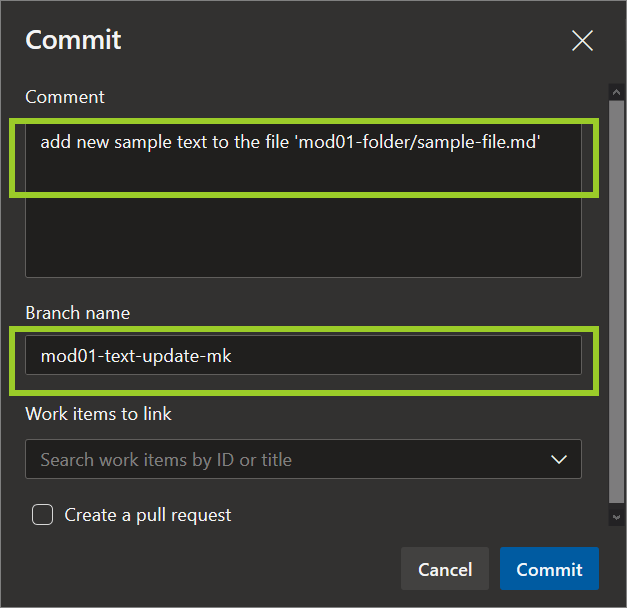 Commit
Comment
add new sample text to the file 'mod01-folder/sample-file.md'
Branch name
mod01-text-update-mk
Work items to link
Search work items by ID or title
Create a pull request
Cancel
Commit